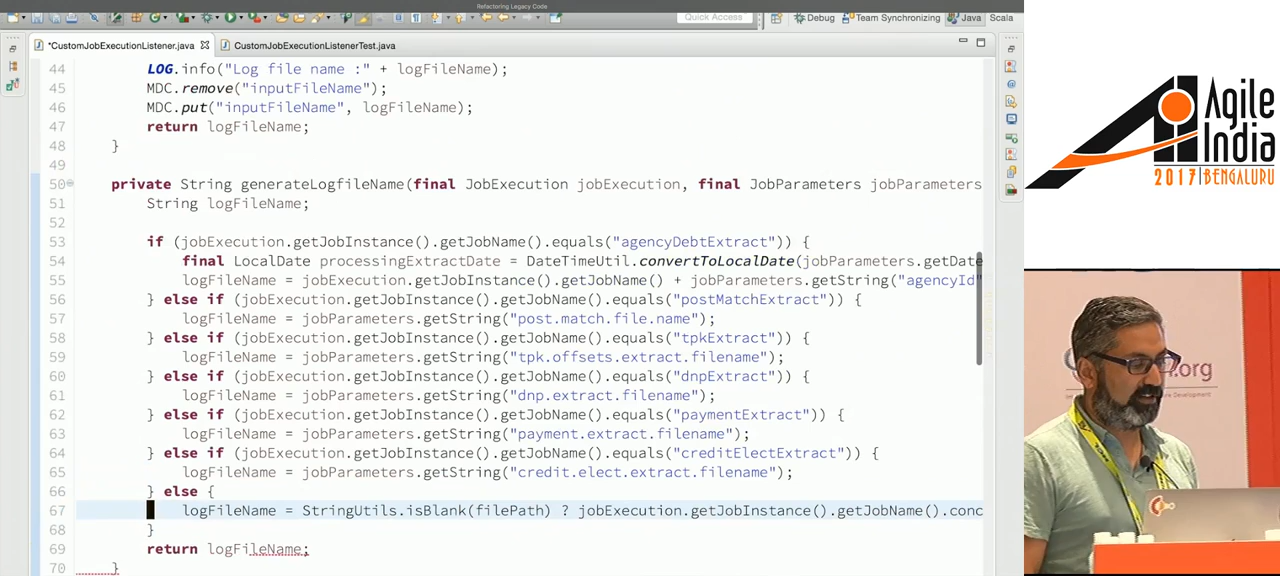 Refactoring Legacy Code
Quick Access
Debug
Team Synchronizing
Java
Scala
*CustomJobExecutionListener.java
CustomJobExecutionListenerTest.java
44 LOG.info("Log file name :" + logFileName);
45 MDC.remove("inputFileName");
46 MDC.put("inputFileName", logFileName);
47 return logFileName;
48 }
49
50 private String generateLogfileName(final JobExecution jobExecution, final JobParameters jobParameters
51 String logFileName;
52
53 if (jobExecution.getJobInstance().getJobName().equals("agencyDebtExtract")) {
54 final LocalDate processingExtractDate = DateTimeUtil.convertToLocalDate(jobParameters.getDate
55 logFileName = jobExecution.getJobInstance().getJobName() + jobParameters.getString("agencyId"
56 } else if (jobExecution.getJobInstance().getJobName().equals("postMatchExtract")) {
57 logFileName = jobParameters.getString("post.match.file.name");
58 } else if (jobExecution.getJobInstance().getJobName().equals("tpkExtract")) {
59 logFileName = jobParameters.getString("tpk.offsets.extract.filename");
60 } else if (jobExecution.getJobInstance().getJobName().equals("dnpExtract")) {
61 logFileName = jobParameters.getString("dnp.extract.filename");
62 } else if (jobExecution.getJobInstance().getJobName().equals("paymentExtract")) {
63 logFileName = jobParameters.getString("payment.extract.filename");
64 } else if (jobExecution.getJobInstance().getJobName().equals("creditElectExtract")) {
65 logFileName = jobParameters.getString("credit.elect.extract.filename");
66 } else {
67 logFileName = StringUtils.isBlank(filePath) ? jobExecution.getJobInstance().getJobName().conc
68 }
69 return logFileName;
70 }
Agile
India
2017 BENGALURU
.org